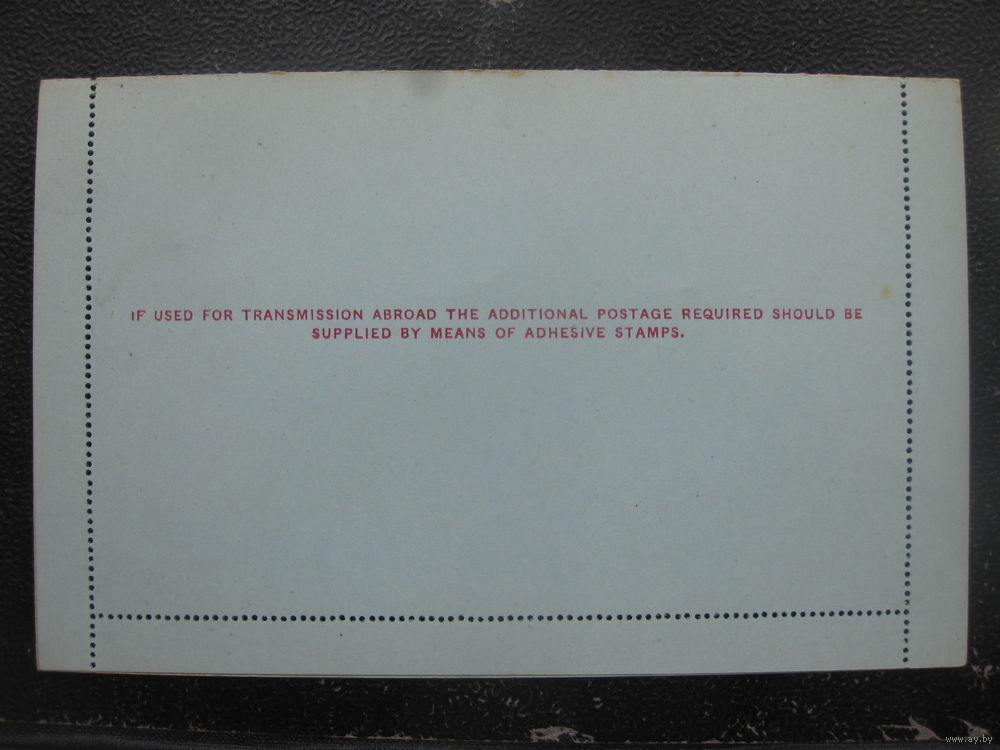 IF USED FOR TRANSMISSION ABROAD THE ADDITIONAL POSTAGE REQUIRED SHOULD BE
SUPPLIED BY MEANS OF ADHESIVE STAMPS.
www.ay.by